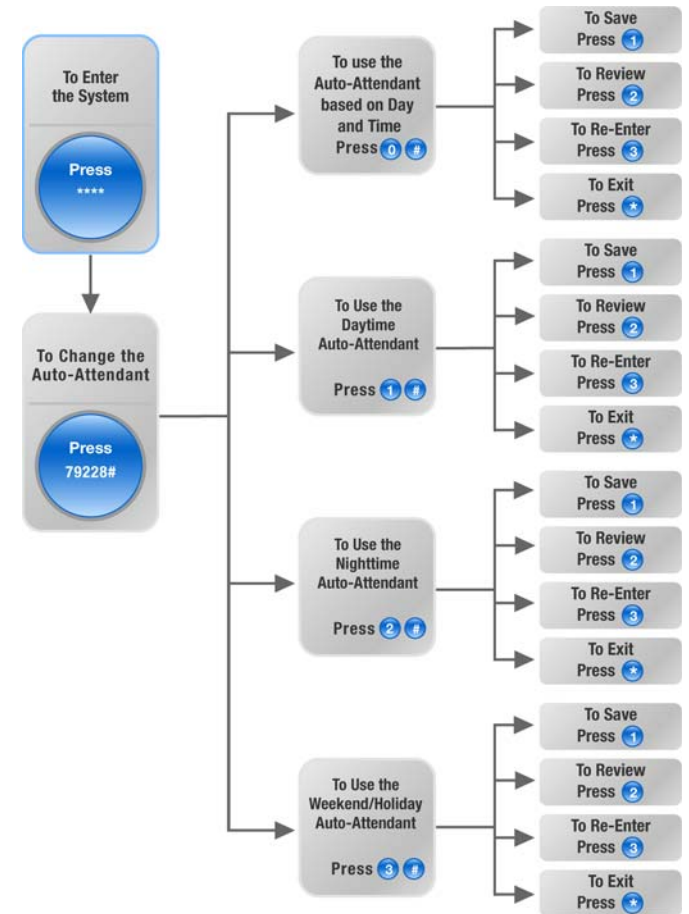 To Enter
the System
Press
****
To Change the
Auto-Attendant
Press
79228#
To use the
Auto-Attendant
based on Day
and Time
Press 0 #
To Save
Press 1
To Review
Press 2
To Re-Enter
Press 3
To Exit
Press *
To Use the
Daytime
Auto-Attendant
Press 1 #
To Save
Press 1
To Review
Press 2
To Re-Enter
Press 3
To Exit
Press *
To Use the
Nighttime
Auto-Attendant
Press 2 #
To Save
Press 1
To Review
Press 2
To Re-Enter
Press 3
To Exit
Press *
To Use the
Weekend/Holiday
Auto-Attendant
Press 3 #
To Save
Press 1
To Review
Press 2
To Re-Enter
Press 3
To Exit
Press *